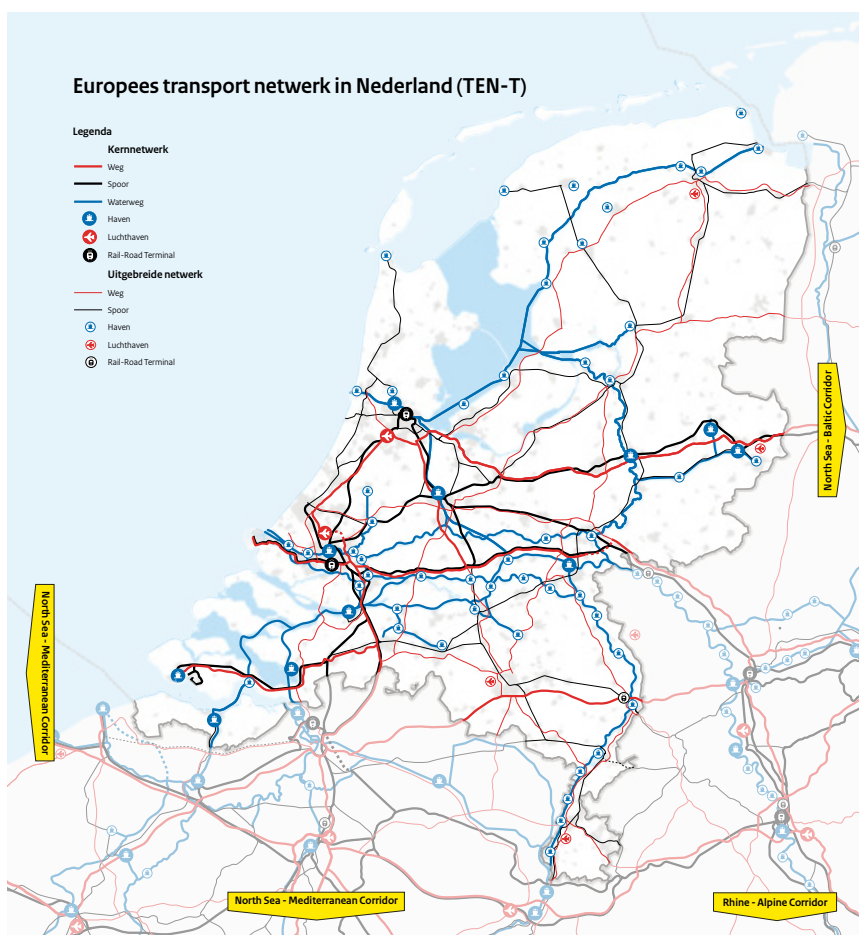 Europees transport netwerk in Nederland (TEN-T)
Legenda
Kernnetwerk
Weg
Spoor
Waterweg
Haven
Luchthaven
Rail-Road Terminal
Uitgebreide netwerk
Weg
Spoor
Haven
Luchthaven
Rail-Road Terminal
North Sea - Baltic Corridor
North Sea - Mediterranean Corridor
North Sea - Mediterranean Corridor
Rhine - Alpine Corridor